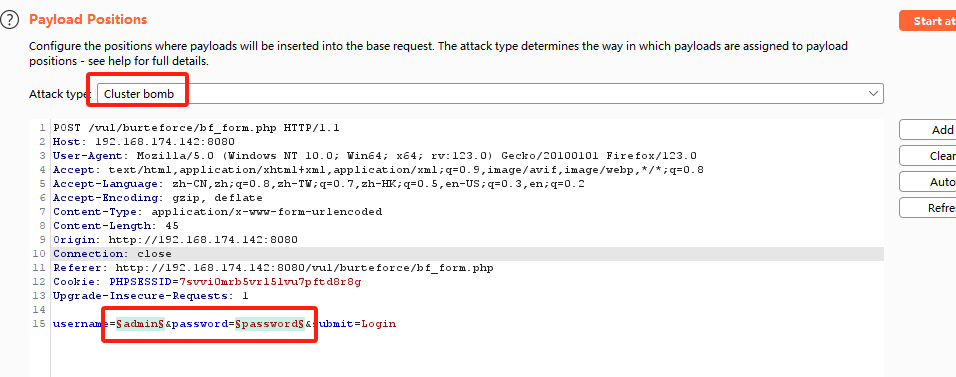 ?
Payload Positions
Start at
Configure the positions where payloads will be inserted into the base request. The attack type determines the way in which payloads are assigned to payload
positions - see help for full details.
Attack type: Cluster bomb
1 POST /vul/burteforce/bf_form.php HTTP/1.1
2 Host: 192.168.174.142:8080
3 User-Agent: Mozilla/5.0 (Windows NT 10.0; Win64; x64; rv:123.0) Gecko/20100101 Firefox/123.0
4 Accept: text/html,application/xhtml+xml,application/xml;q=0.9,image/avif,image/webp,*/*;q=0.8
5 Accept-Language: zh-CN,zh;q=0.8,zh-TW;q=0.7,zh-HK;q=0.5,en-US;q=0.3,en;q=0.2
6 Accept-Encoding: gzip, deflate
7 Content-Type: application/x-www-form-urlencoded
8 Content-Length: 45
9 Origin: http://192.168.174.142:8080
10 Connection: close
11 Referer: http://192.168.174.142:8080/vul/burteforce/bf_form.php
12 Cookie: PHPSESSID=7svvi0mrb5vrl51vu7pftd8r8g
13 Upgrade-Insecure-Requests: 1
14
15 username=§admin§&password=§password§&submit=Login
Add
Clear
Auto
Refre